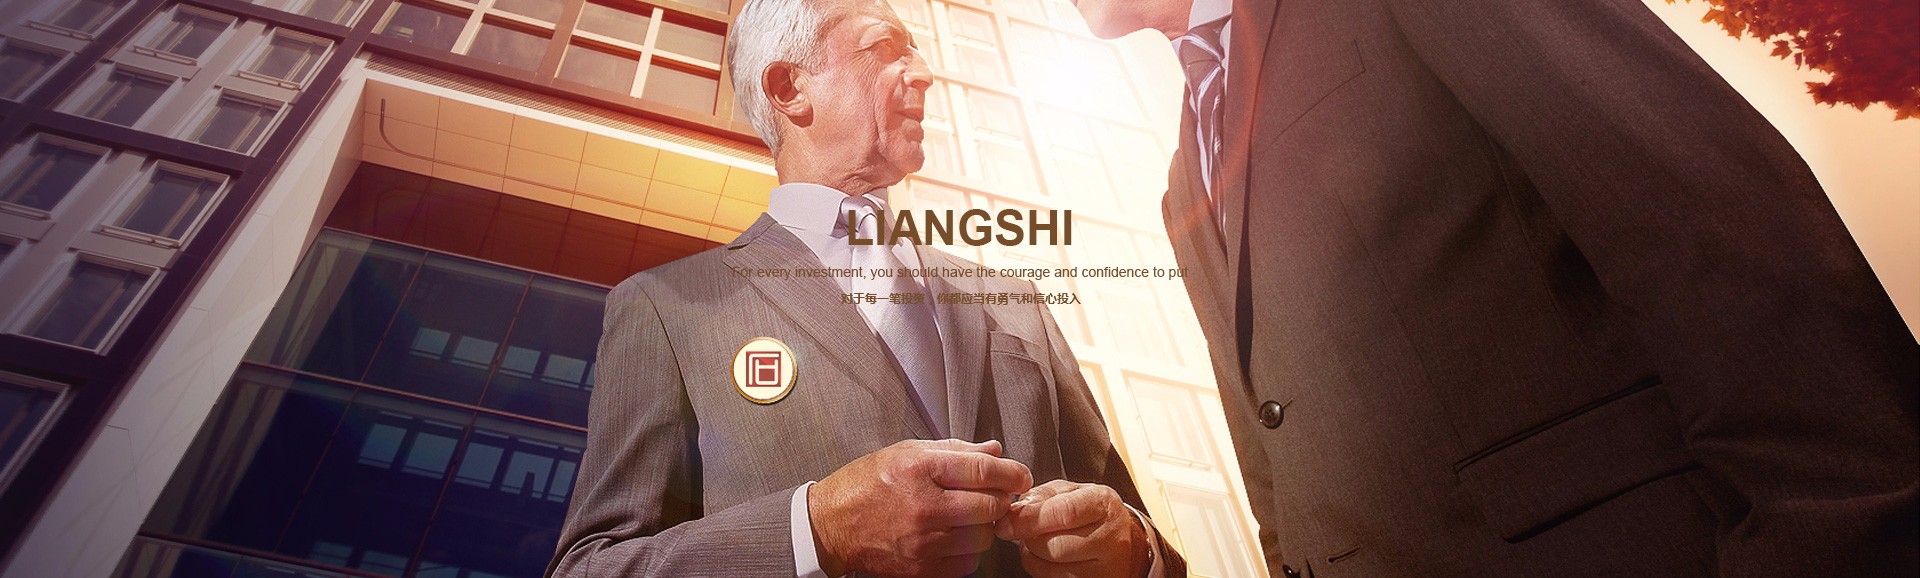 LIANGSHI
For every investment, you should have the courage and confidence to put
对于每一笔投资，你都应当有勇气和信心投入